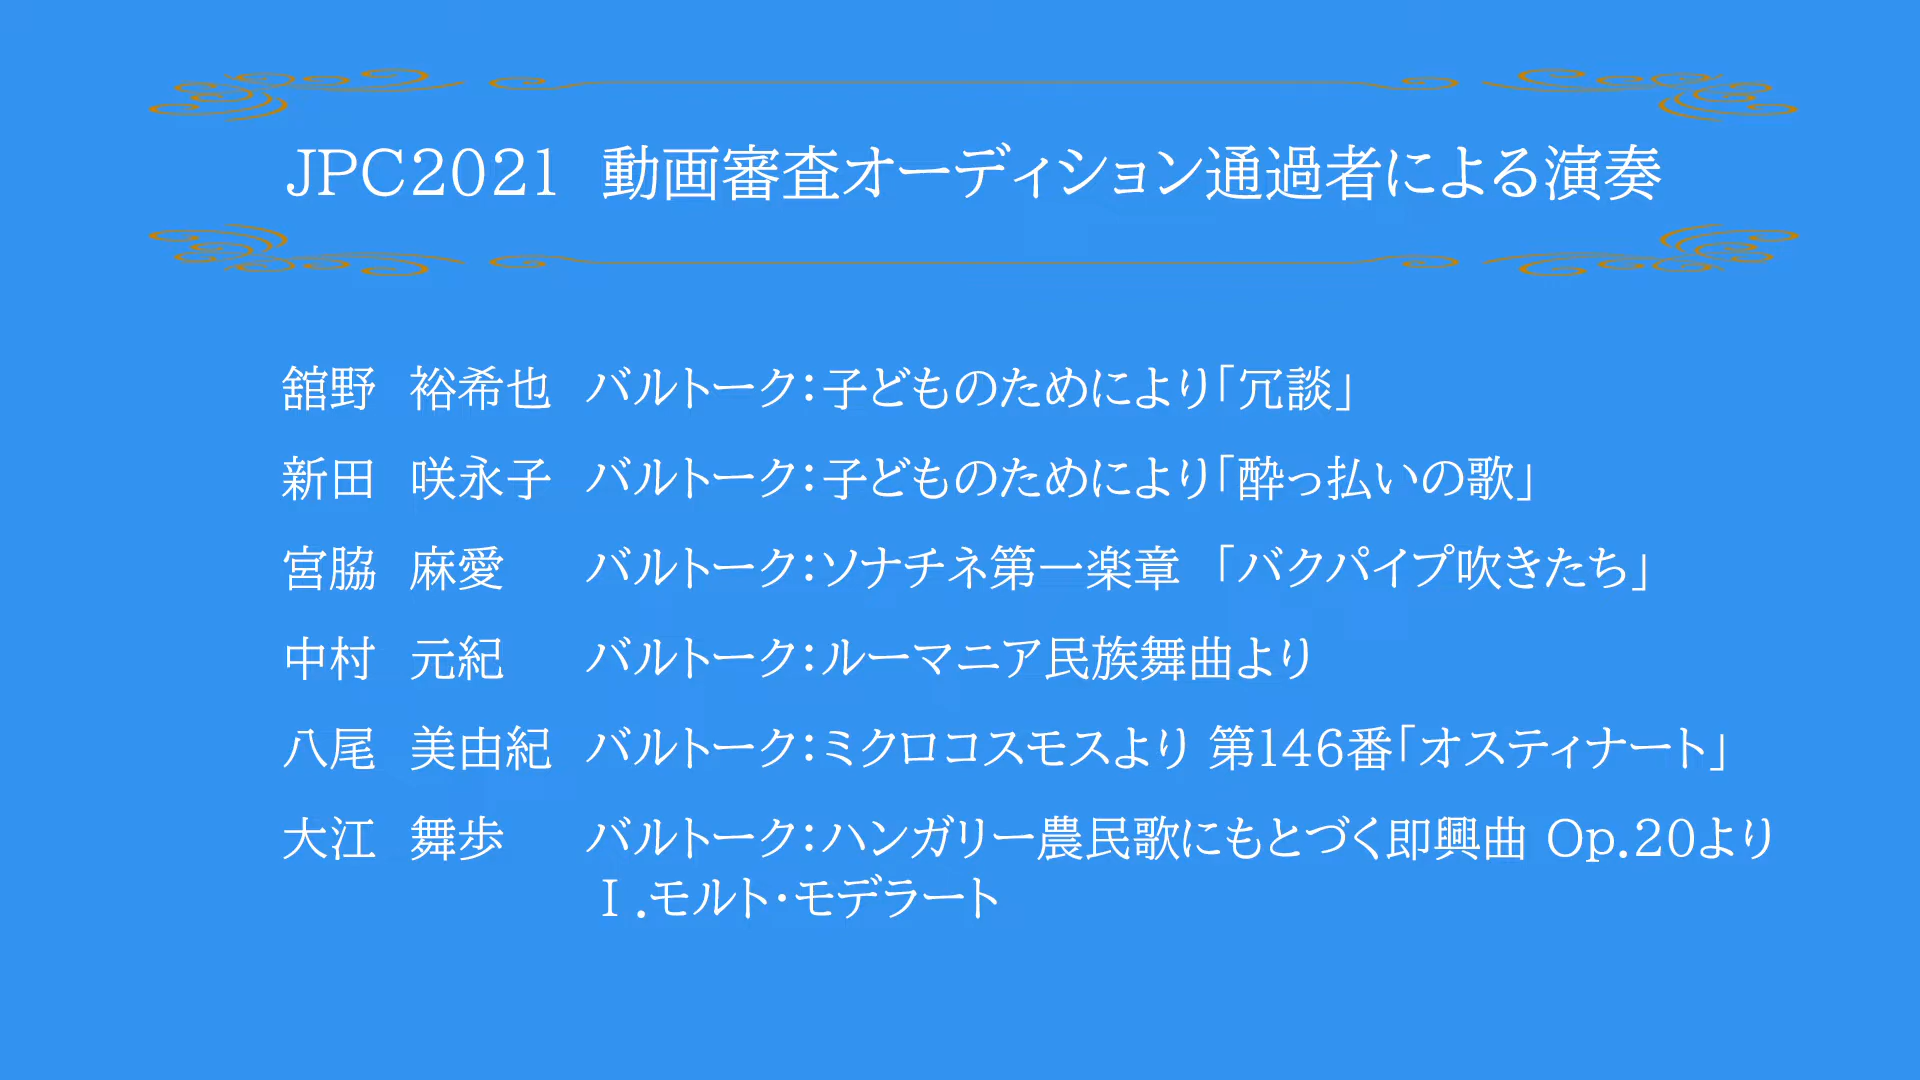 JPC2021 動画審査オーディション通過者による演奏
舘野 裕希也 バルトーク：子どものためにより「冗談」
新田 咲永子 バルトーク：子どものためにより「酔っ払いの歌」
宮脇 麻愛 バルトーク：ソナチネ第一楽章 「バクパイプ吹きたち」
中村 元紀 バルトーク：ルーマニア民族舞曲より
八尾 美由紀 バルトーク：ミクロコスモスより 第146番「オスティナート」
大江 舞歩 バルトーク：ハンガリー農民歌にもとづく即興曲 Op.20より
Ⅰ.モルト・モデラート